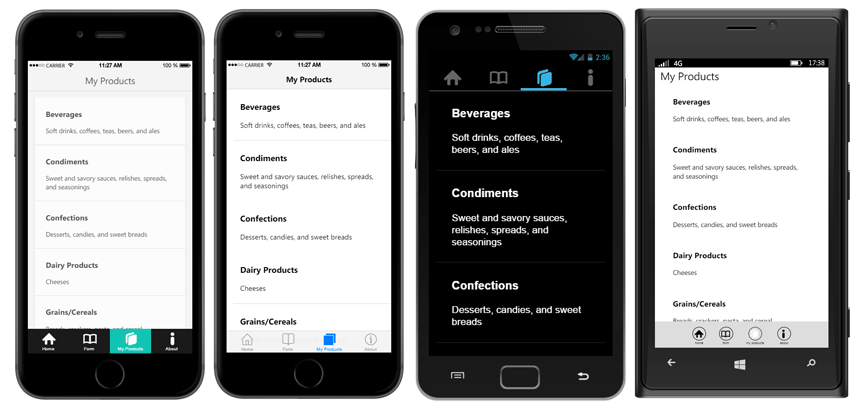 ●●●○○ CARRIER 11:27 AM 100 %
My Products
Beverages
Soft drinks, coffees, teas, beers, and ales
Condiments
Sweet and savory sauces, relishes, spreads,
and seasonings
Confections
Desserts, candies, and sweet breads
Dairy Products
Cheeses
Grains/Cereals
Breads, crackers, pasta, and cereal
Home Form My Products About
●●●○○ CARRIER 11:27 AM 100 %
My Products
Beverages
Soft drinks, coffees, teas, beers, and ales
Condiments
Sweet and savory sauces, relishes, spreads,
and seasonings
Confections
Desserts, candies, and sweet breads
Dairy Products
Cheeses
Grains/Cereals
Home Form My Products About
2:36
Beverages
Soft drinks, coffees, teas,
beers, and ales
Condiments
Sweet and savory sauces,
relishes, spreads, and
seasonings
Confections
Desserts, candies, and sweet
breads
4G 17:38
My Products
Beverages
Soft drinks, coffees, teas, beers, and ales
Condiments
Sweet and savory sauces, relishes, spreads,
and seasonings
Confections
Desserts, candies, and sweet breads
Dairy Products
Cheeses
Grains/Cereals
Breads, crackers, pasta, and cereal
home form my products about